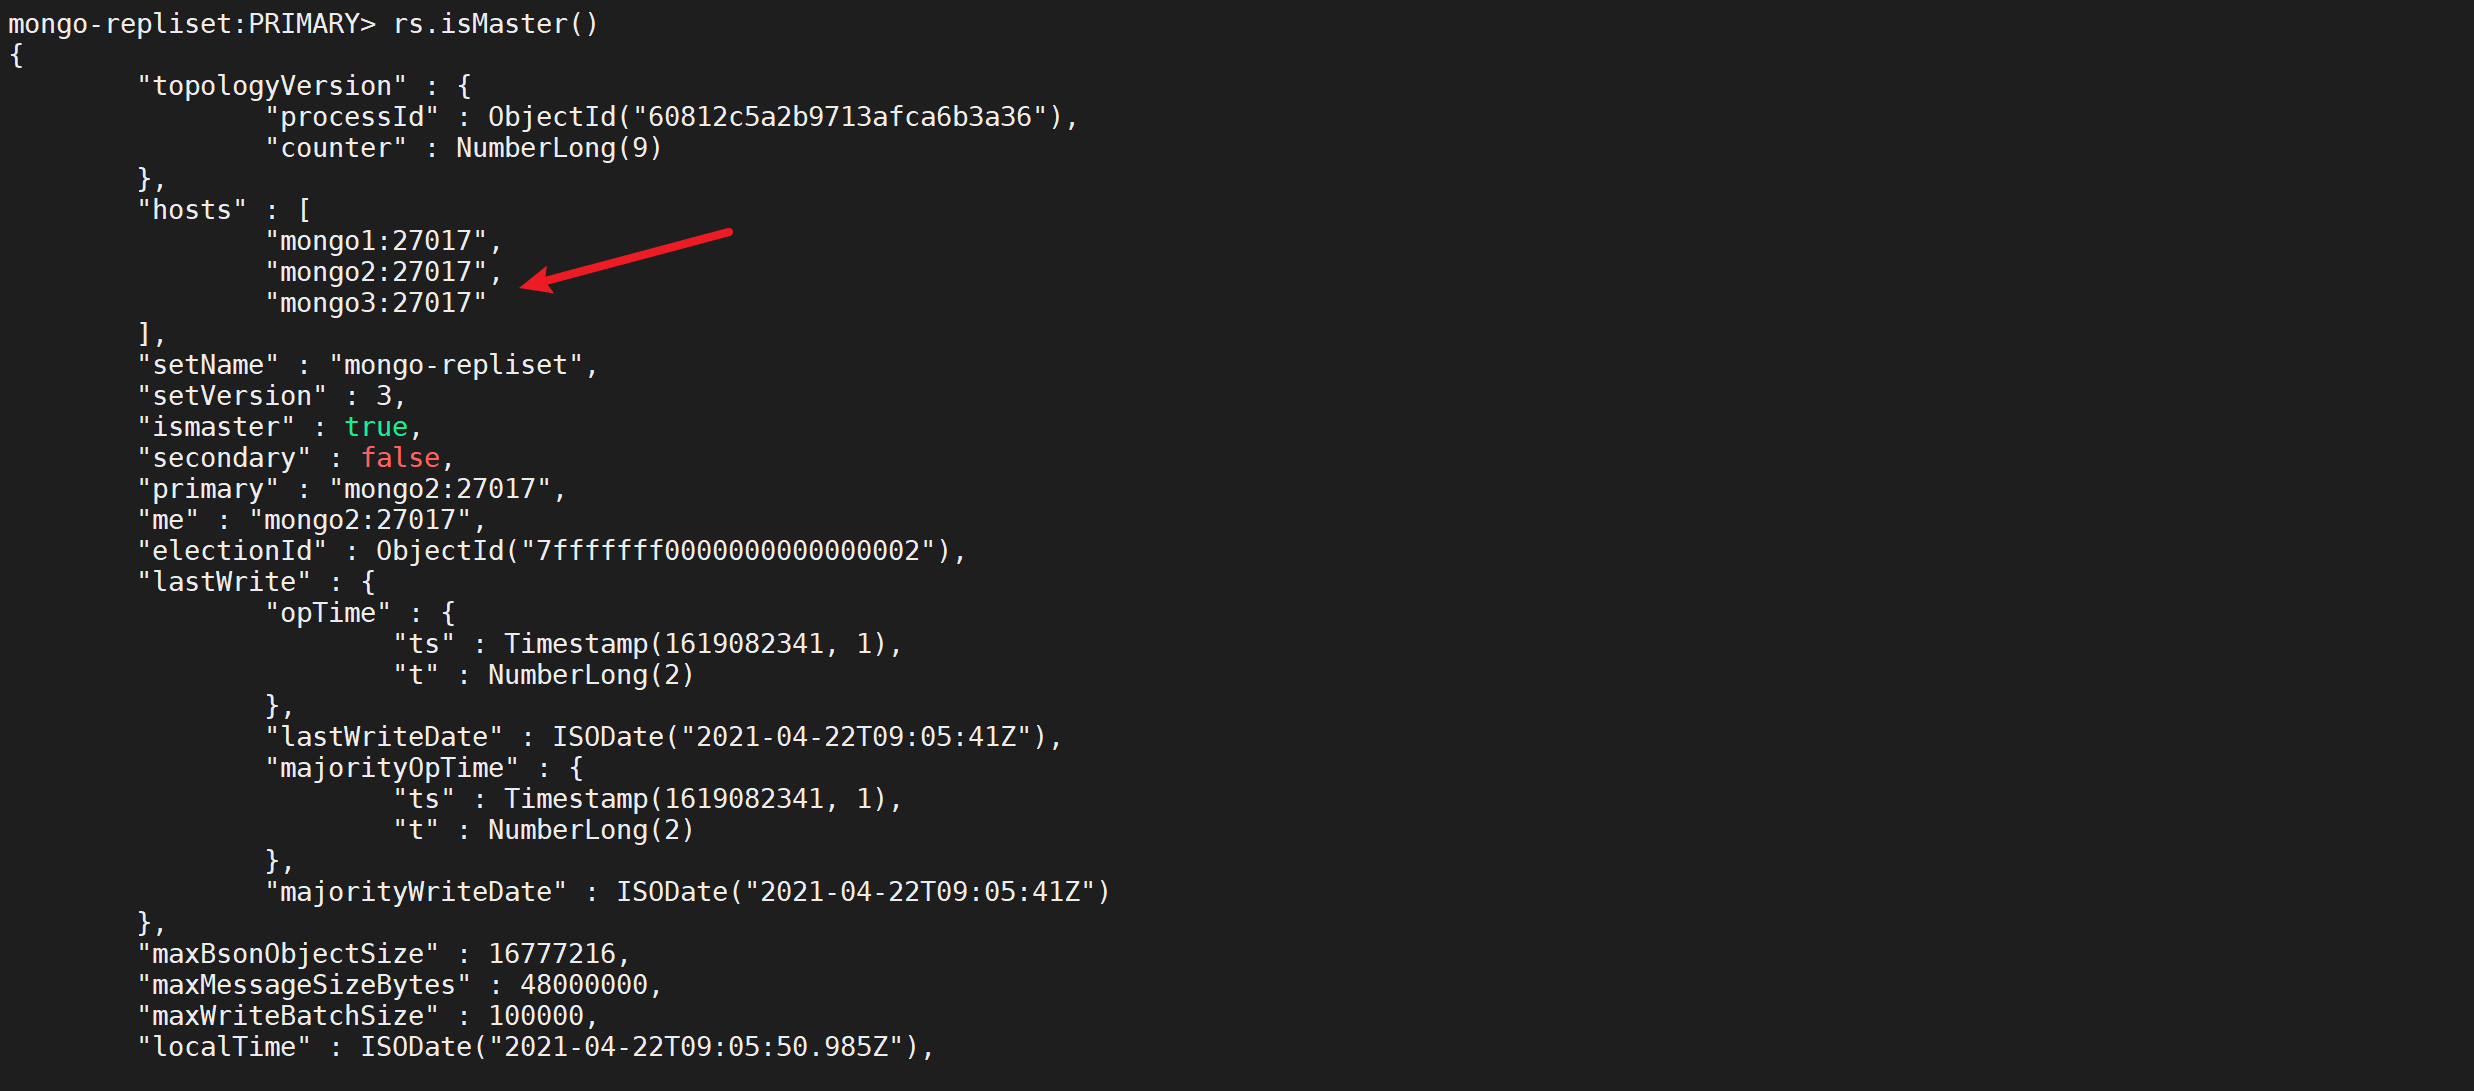 mongo-repliset:PRIMARY> rs.isMaster()
{
        "topologyVersion" : {
                "processId" : ObjectId("60812c5a2b9713afca6b3a36"),
                "counter" : NumberLong(9)
        },
        "hosts" : [
                "mongo1:27017",
                "mongo2:27017",
                "mongo3:27017"
        ],
        "setName" : "mongo-repliset",
        "setVersion" : 3,
        "ismaster" : true,
        "secondary" : false,
        "primary" : "mongo2:27017",
        "me" : "mongo2:27017",
        "electionId" : ObjectId("7fffffff0000000000000002"),
        "lastWrite" : {
                "opTime" : {
                        "ts" : Timestamp(1619082341, 1),
                        "t" : NumberLong(2)
                },
                "lastWriteDate" : ISODate("2021-04-22T09:05:41Z"),
                "majorityOpTime" : {
                        "ts" : Timestamp(1619082341, 1),
                        "t" : NumberLong(2)
                },
                "majorityWriteDate" : ISODate("2021-04-22T09:05:41Z")
        },
        "maxBsonObjectSize" : 16777216,
        "maxMessageSizeBytes" : 48000000,
        "maxWriteBatchSize" : 100000,
        "localTime" : ISODate("2021-04-22T09:05:50.985Z"),